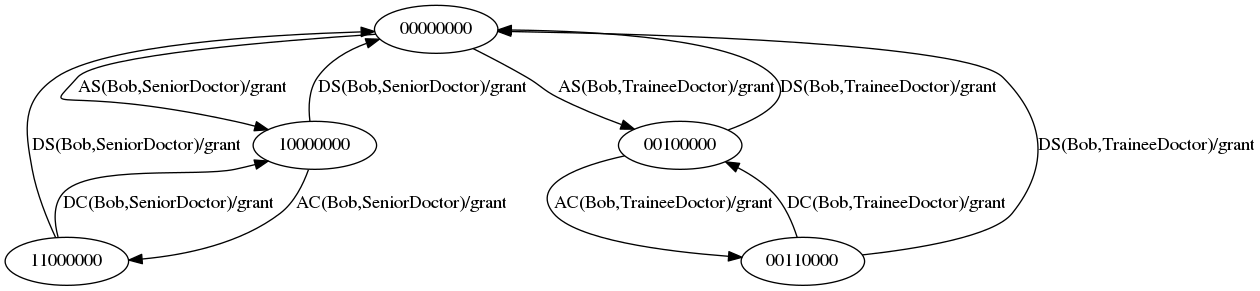 00000000
AS(Bob,SeniorDoctor)/grant
DS(Bob,SeniorDoctor)/grant
AS(Bob,TraineeDoctor)/grant
DS(Bob,TraineeDoctor)/grant
DS(Bob,SeniorDoctor)/grant
10000000
00100000
DS(Bob,TraineeDoctor)/grant
DC(Bob,SeniorDoctor)/grant
AC(Bob,SeniorDoctor)/grant
AC(Bob,TraineeDoctor)/grant
DC(Bob,TraineeDoctor)/grant
11000000
00110000